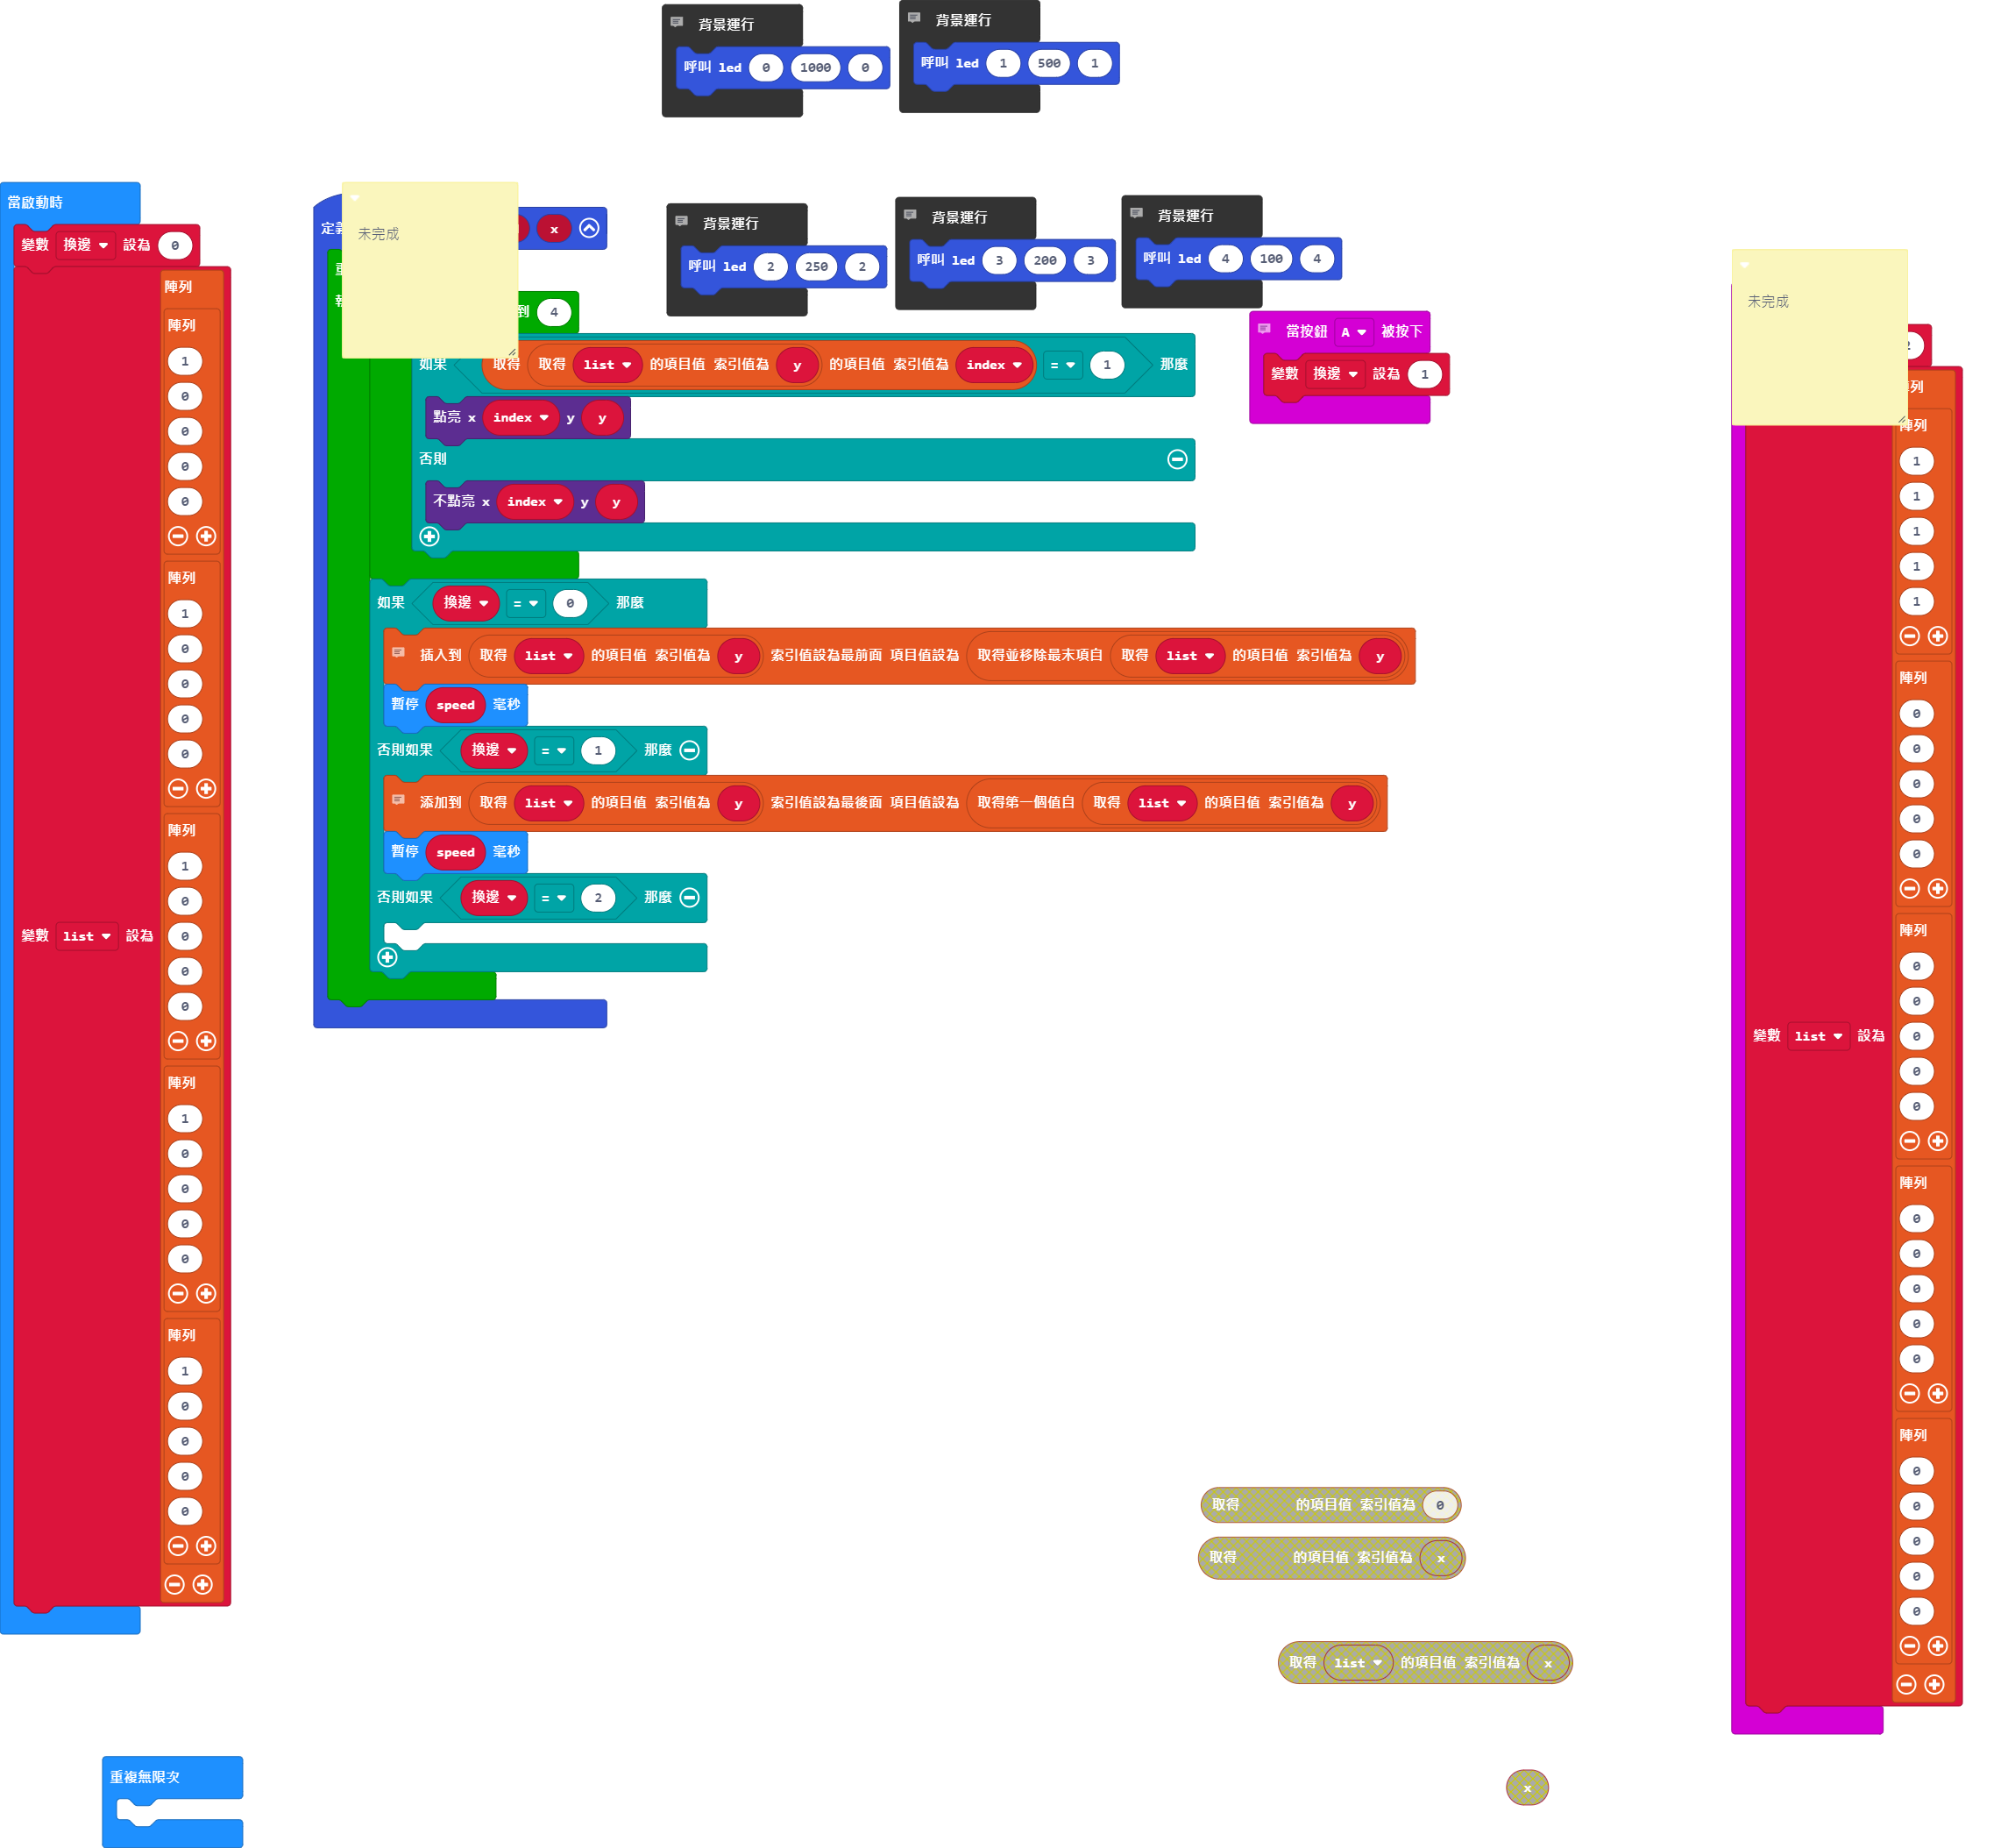 背景運行
呼叫 led 0 1000 0
背景運行
呼叫 led 1 500 1
當啟動時
變數 換邊 設為 0
變數 list 設為
陣列
陣列
1
0
0
0
0
陣列
1
0
0
0
0
陣列
1
0
0
0
0
陣列
1
0
0
0
0
陣列
1
0
0
0
0
未完成
x
到 4
如果 取得 取得 list 的項目值 索引值為 y 的項目值 索引值為 index = 1 那麼
點亮 x index y y
否則
不點亮 x index y y
如果 換邊 = 0 那麼
插入到 取得 list 的項目值 索引值為 y 索引值設為最前面 項目值設為 取得並移除最末項自 取得 list 的項目值 索引值為 y
暫停 speed 毫秒
否則如果 換邊 = 1 那麼
添加到 取得 list 的項目值 索引值為 y 索引值設為最後面 項目值設為 取得第一個值自 取得 list 的項目值 索引值為 y
暫停 speed 毫秒
否則如果 換邊 = 2 那麼
背景運行
呼叫 led 2 250 2
背景運行
呼叫 led 3 200 3
背景運行
呼叫 led 4 100 4
當按鈕 A 被按下
變數 換邊 設為 1
未完成
變數 list 設為
陣列
1
1
1
1
1
陣列
0
0
0
0
0
陣列
0
0
0
0
0
陣列
0
0
0
0
0
陣列
0
0
0
0
0
取得 的項目值 索引值為 0
取得 的項目值 索引值為 x
取得 list 的項目值 索引值為 x
x
重複無限次